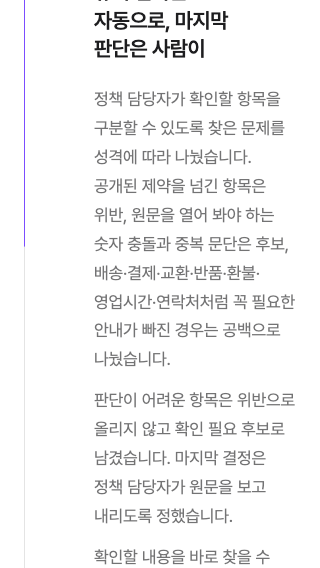 자동으로, 마지막
판단은 사람이
정책 담당자가 확인할 항목을
구분할 수 있도록 찾은 문제를
성격에 따라 나눴습니다.
공개된 제약을 넘긴 항목은
위반, 원문을 열어 봐야 하는
숫자 충돌과 중복 문단은 후보,
배송·결제·교환·반품·환불·
영업시간·연락처처럼 꼭 필요한
안내가 빠진 경우는 공백으로
나눴습니다.
판단이 어려운 항목은 위반으로
올리지 않고 확인 필요 후보로
남겼습니다. 마지막 결정은
정책 담당자가 원문을 보고
내리도록 정했습니다.
확인할 내용을 바로 찾을 수